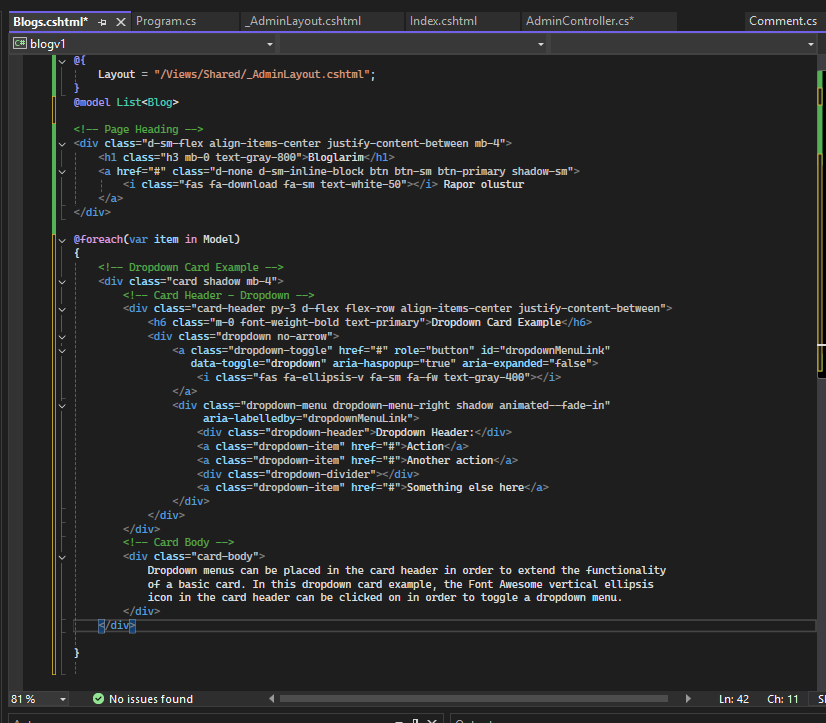 Blogs.cshtml* Program.cs _AdminLayout.cshtml Index.cshtml AdminController.cs* Comment.cs
C# blogv1
@{
Layout = "/Views/Shared/_AdminLayout.cshtml";
}
@model List<Blog>
<!-- Page Heading -->
<div class="d-sm-flex align-items-center justify-content-between mb-4">
<h1 class="h3 mb-0 text-gray-800">Bloglarim</h1>
<a href="#" class="d-none d-sm-inline-block btn btn-sm btn-primary shadow-sm">
<i class="fas fa-download fa-sm text-white-50"></i> Rapor olustur
</a>
</div>
@foreach(var item in Model)
{
<!-- Dropdown Card Example -->
<div class="card shadow mb-4">
<!-- Card Header - Dropdown -->
<div class="card-header py-3 d-flex flex-row align-items-center justify-content-between">
<h6 class="m-0 font-weight-bold text-primary">Dropdown Card Example</h6>
<div class="dropdown no-arrow">
<a class="dropdown-toggle" href="#" role="button" id="dropdownMenuLink"
data-toggle="dropdown" aria-haspopup="true" aria-expanded="false">
<i class="fas fa-ellipsis-v fa-sm fa-fw text-gray-400"></i>
</a>
<div class="dropdown-menu dropdown-menu-right shadow animated--fade-in"
aria-labelledby="dropdownMenuLink">
<div class="dropdown-header">Dropdown Header:</div>
<a class="dropdown-item" href="#">Action</a>
<a class="dropdown-item" href="#">Another action</a>
<div class="dropdown-divider"></div>
<a class="dropdown-item" href="#">Something else here</a>
</div>
</div>
</div>
<!-- Card Body -->
<div class="card-body">
Dropdown menus can be placed in the card header in order to extend the functionality
of a basic card. In this dropdown card example, the Font Awesome vertical ellipsis
icon in the card header can be clicked on in order to toggle a dropdown menu.
</div>
</div>
}
81 % No issues found Ln: 42 Ch: 11